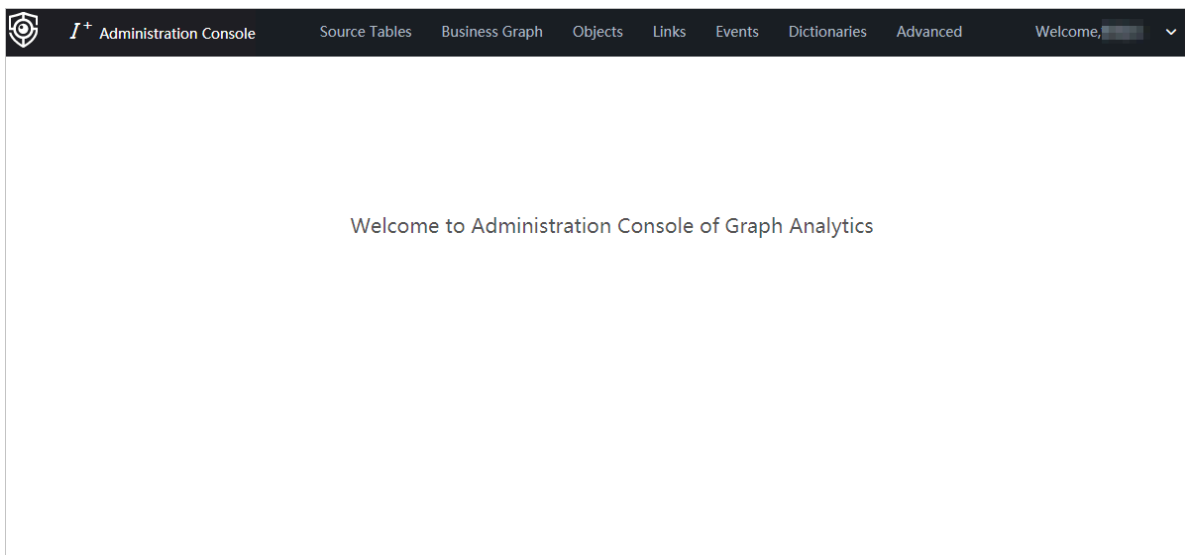 I+ Administration Console Source Tables Business Graph Objects Links Events Dictionaries Advanced Welcome,
Welcome to Administration Console of Graph Analytics